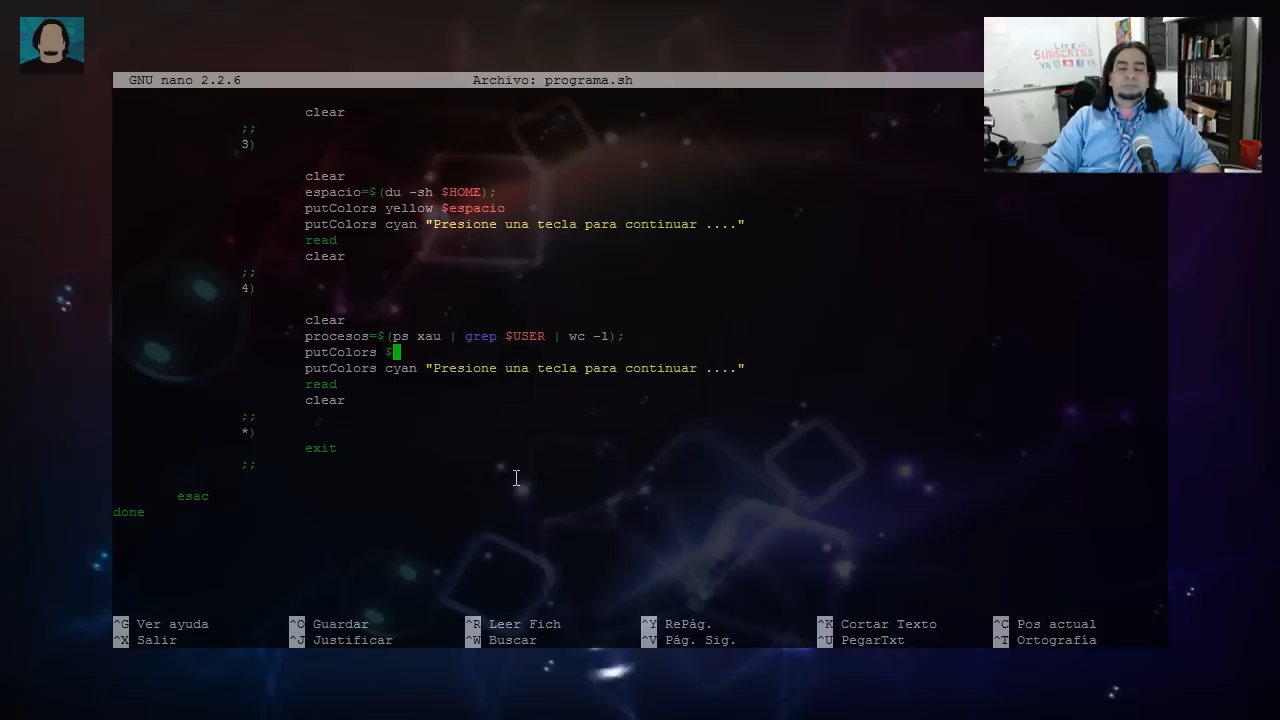 LIKE
SUBSCRIBE
YA
GNU nano 2.2.6 Archivo: programa.sh
clear
;;
3)
clear
espacio=$(du -sh $HOME);
putColors yellow $espacio
putColors cyan "Presione una tecla para continuar ...."
read
clear
;;
4)
clear
procesos=$(ps xau | grep $USER | wc -l);
putColors $
putColors cyan "Presione una tecla para continuar ...."
read
clear
;;
*)
exit
;;
esac
done
^G Ver ayuda ^O Guardar ^R Leer Fich ^Y RePág. ^K Cortar Texto ^C Pos actual
^X Salir ^J Justificar ^W Buscar ^V Pág. Sig. ^U PegarTxt ^T Ortografía